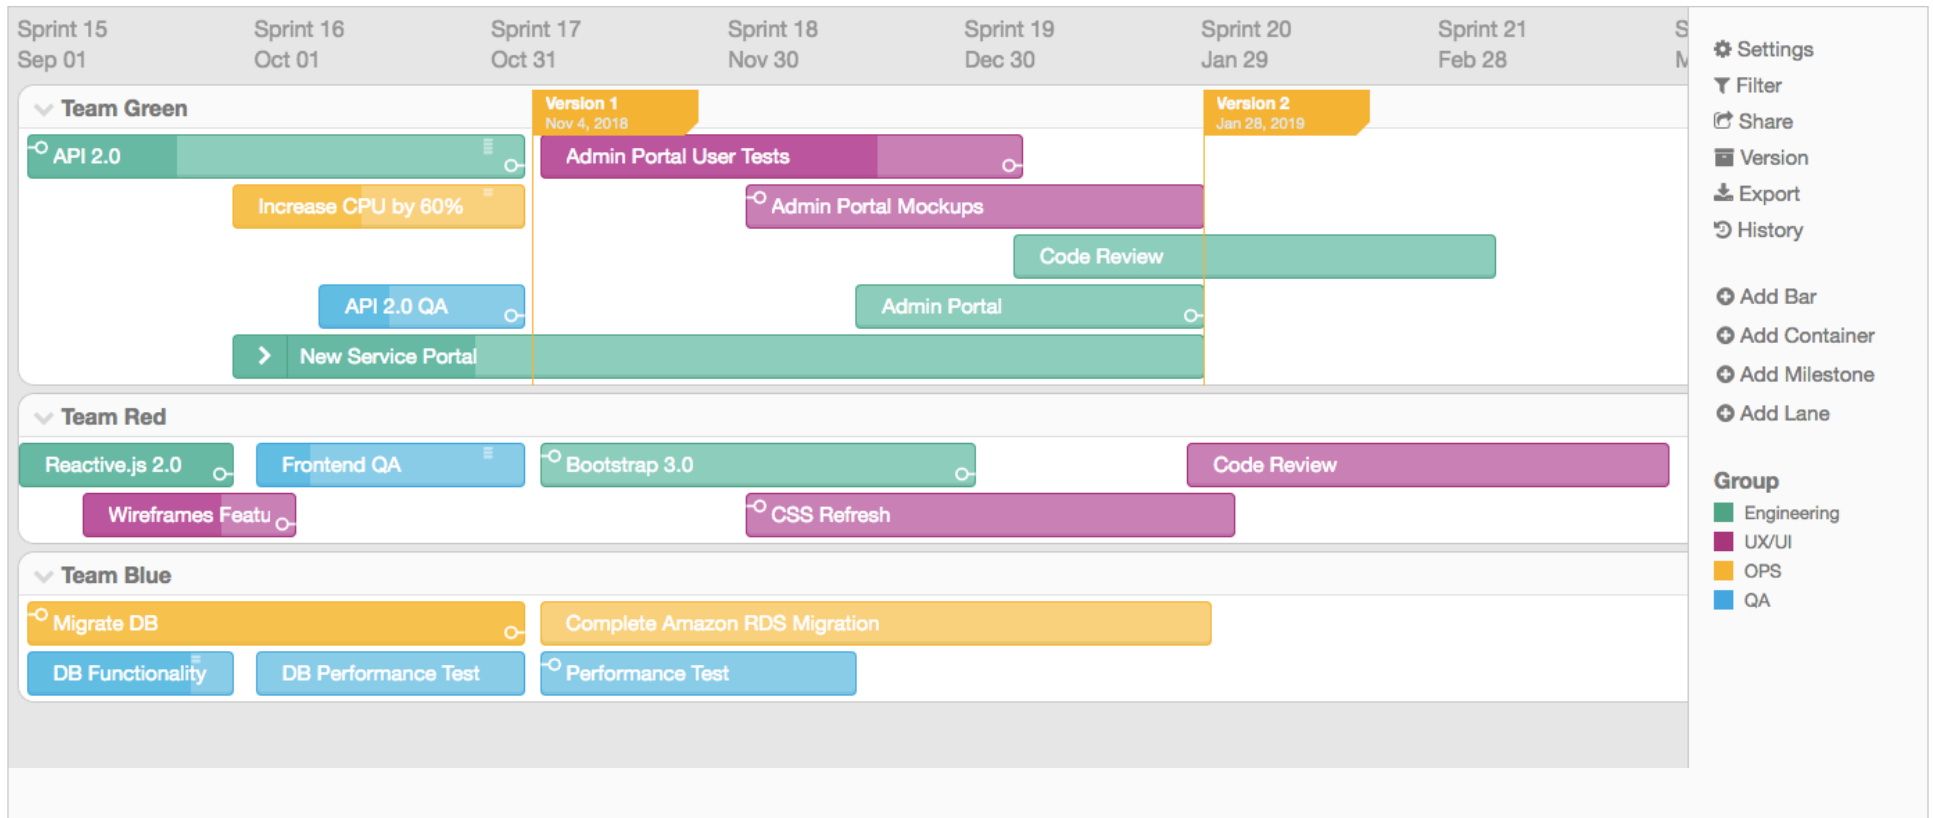 Sprint 15
Sep 01
Sprint 16
Oct 01
Sprint 17
Oct 31
Sprint 18
Nov 30
Sprint 19
Dec 30
Sprint 20
Jan 29
Sprint 21
Feb 28
Team Green
Version 1
Nov 4, 2018
Version 2
Jan 28, 2019
API 2.0
Admin Portal User Tests
Increase CPU by 60%
Admin Portal Mockups
Code Review
API 2.0 QA
Admin Portal
New Service Portal
Team Red
Reactive.js 2.0
Frontend QA
Bootstrap 3.0
Code Review
Wireframes Featu
CSS Refresh
Team Blue
Migrate DB
Complete Amazon RDS Migration
DB Functionality
DB Performance Test
Performance Test
Settings
Filter
Share
Version
Export
History
Add Bar
Add Container
Add Milestone
Add Lane
Group
Engineering
UX/UI
OPS
QA